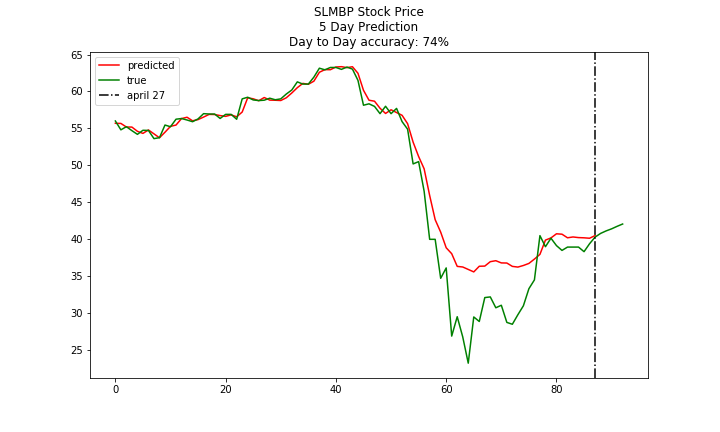 SLMBP Stock Price
5 Day Prediction
Day to Day accuracy: 74%
predicted
true
april 27
65
60
55
50
45
40
35
30
25
0 20 40 60 80